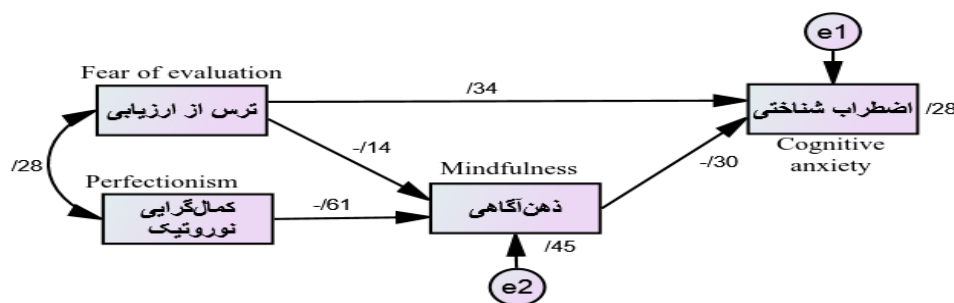 e1
Fear of evaluation
ترس از ارزیابی
/34
اضطراب شناختی
/28
Cognitive
anxiety
-/14
/28
Mindfulness
-/30
Perfectionism
کمال‌گرایی
نوروتیک
-/61
ذهن‌آگاهی
/45
e2